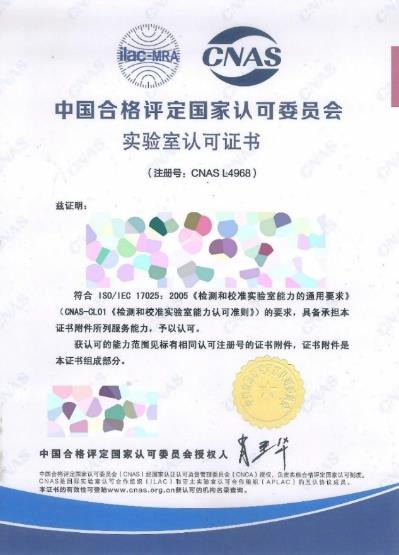 ilac-MRA
CNAS
中国合格评定国家认可委员会
实验室认可证书
(注册号：CNAS L4968)
兹证明：
符合 ISO/IEC 17025：2005《检测和校准实验室能力的通用要求》
(CNAS-CL01《检测和校准实验室能力认可准则》)的要求，具备承担本
证书附件所列服务能力，予以认可。
获认可的能力范围见标有相同认可注册号的证书附件，证书附件是
本证书组成部分。
中国合格评定国家认可委员会授权人
中国合格评定国家认可委员会（CNAS）经国家认证认可监督管理委员会（CNCA）授权，负责实施合格评定国家认可制度。
CNAS是国际实验室认可合作组织（ILAC）和亚太实验室认可合作组织（APLAC）的互认协议成员。
本证书的有效性可登陆www.cnas.org.cn获认可的机构名录查询。